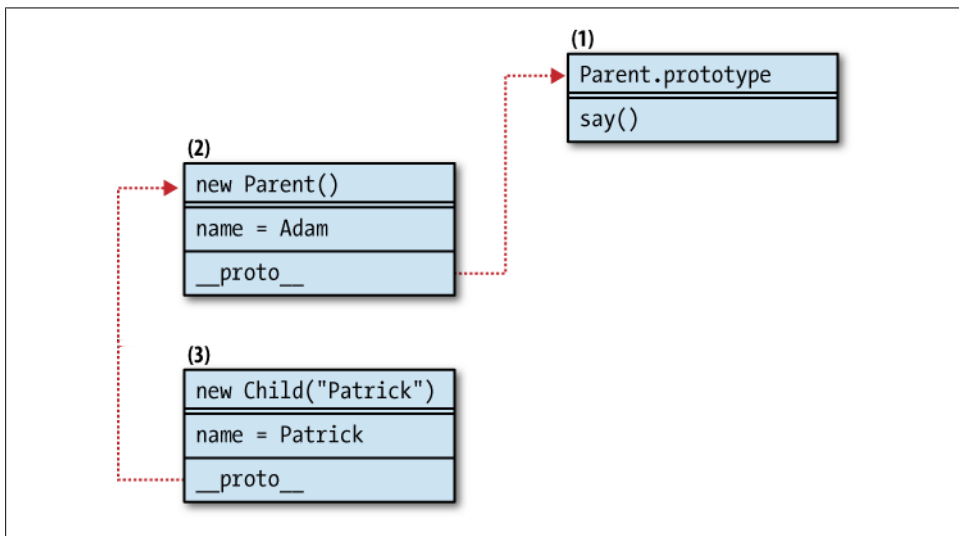 (1)
Parent.prototype
say()
(2)
new Parent()
name = Adam
__proto__
(3)
new Child("Patrick")
name = Patrick
__proto__